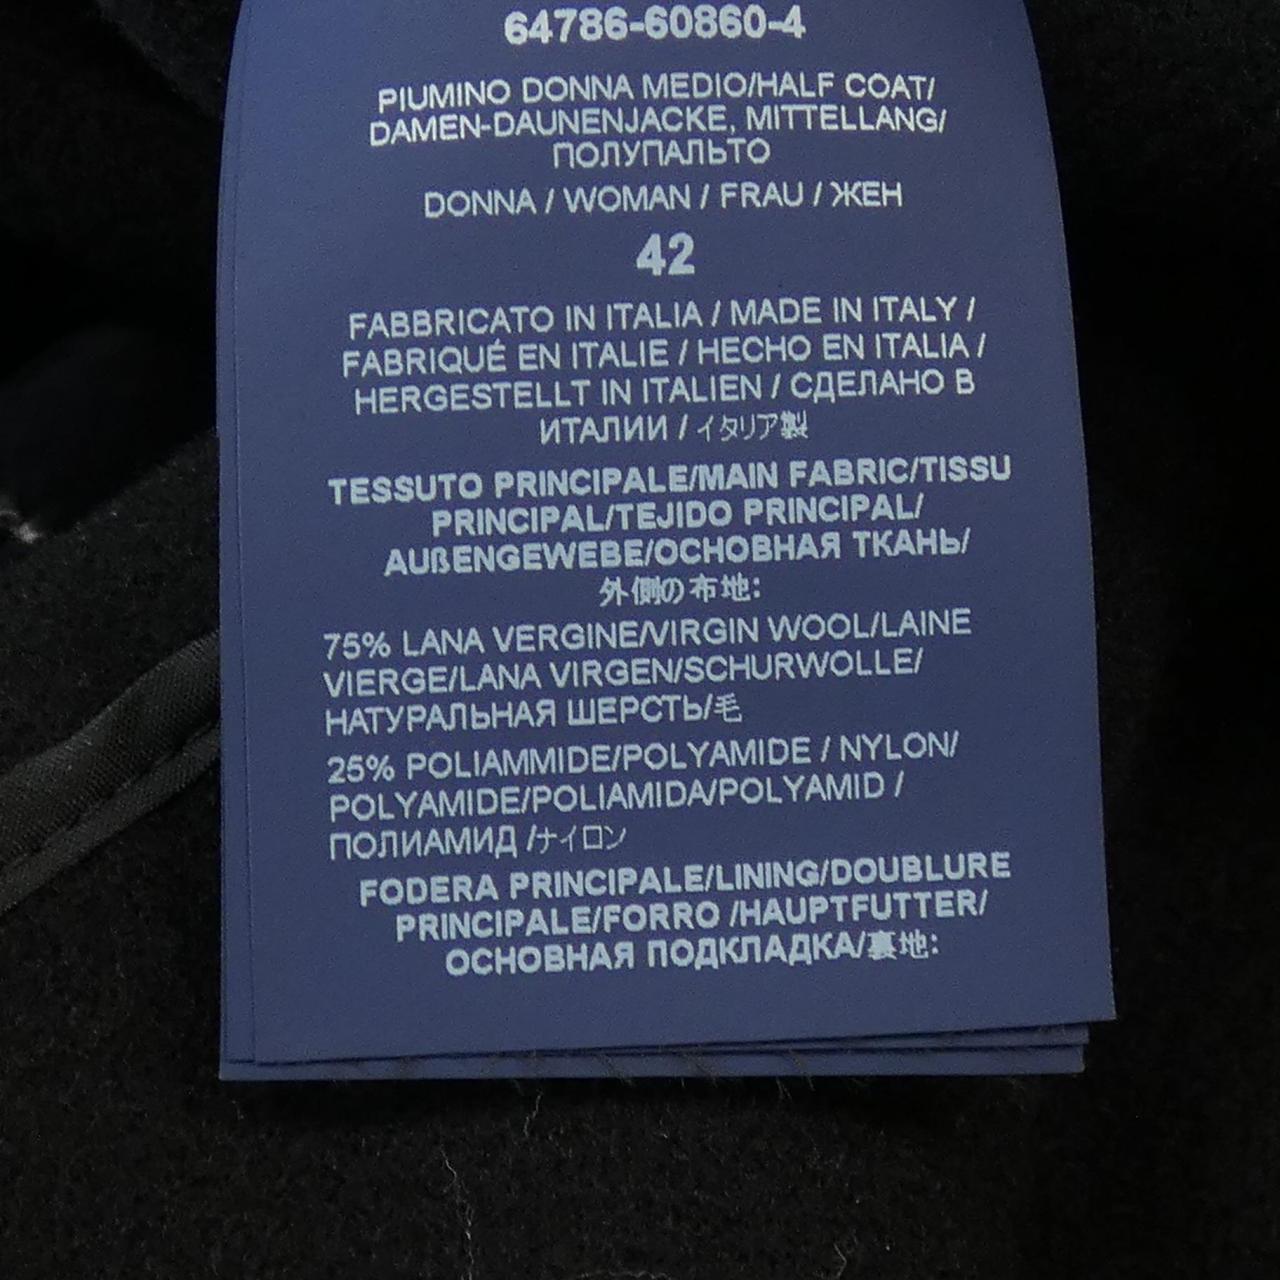 64786-60860-4
PIUMINO DONNA MEDIO/HALF COAT/
DAMEN-DAUNENJACKE, MITTELLANG/
ПОЛУПАЛЬТО
DONNA / WOMAN / FRAU / ЖЕН
42
FABBRICATO IN ITALIA / MADE IN ITALY /
FABRIQUÉ EN ITALIE / HECHO EN ITALIA /
HERGESTELLT IN ITALIEN / СДЕЛАНО В
ИТАЛИИ / イタリア製
TESSUTO PRINCIPALE/MAIN FABRIC/TISSU
PRINCIPAL/TEJIDO PRINCIPAL/
AUßENGEWEBE/ОСНОВНАЯ ТКАНЬ/
外側の布地:
75% LANA VERGINE/VIRGIN WOOL/LAINE
VIERGE/LANA VIRGEN/SCHURWOLLE/
НАТУРАЛЬНАЯ ШЕРСТЬ/毛
25% POLIAMMIDE/POLYAMIDE / NYLON/
POLYAMIDE/POLIAMIDA/POLYAMID /
ПОЛИАМИД /ナイロン
FODERA PRINCIPALE/LINING/DOUBLURE
PRINCIPALE/FORRO /HAUPTFUTTER/
ОСНОВНАЯ ПОДКЛАДКА/裏地: